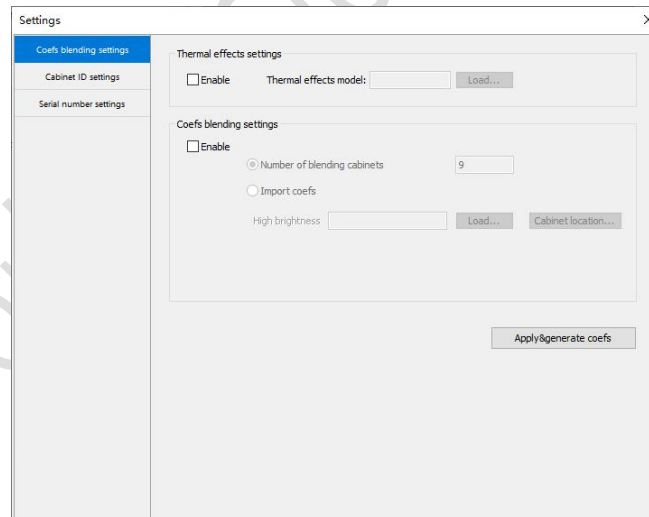 Settings
Coefs blending settings
Cabinet ID settings
Serial number settings
Thermal effects settings
Enable Thermal effects model: Load...
Coefs blending settings
Enable
Number of blending cabinets 9
Import coefs
High brightness Load... Cabinet location...
Apply&generate coefs